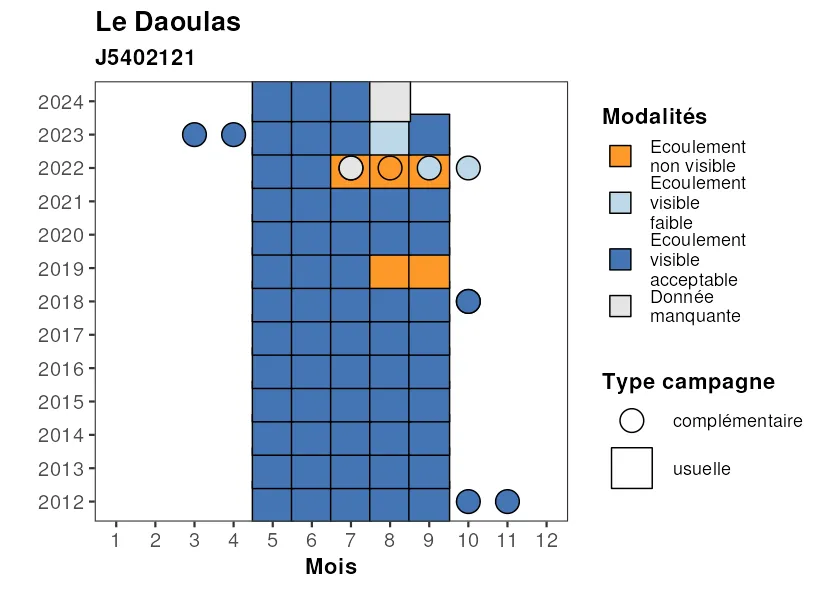 Le Daoulas
J5402121
2024
2023
2022
2021
2020
2019
2018
2017
2016
2015
2014
2013
2012
1 2 3 4 5 6 7 8 9 10 11 12
Mois
Modalités
Ecoulement
non visible
Ecoulement
visible
faible
Ecoulement
visible
acceptable
Donnée
manquante
Type campagne
complémentaire
usuelle